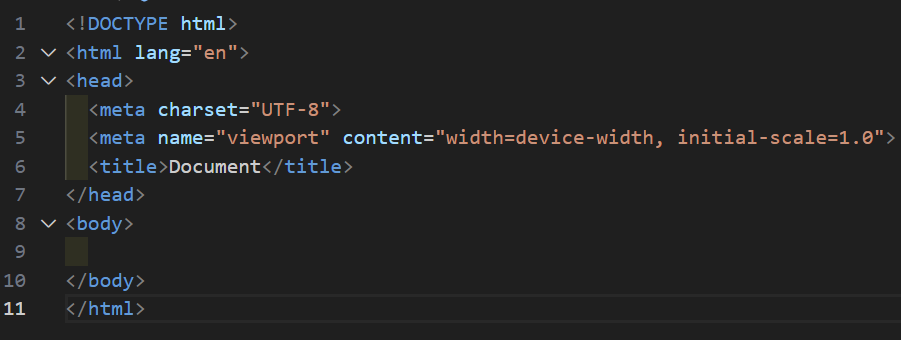 1 <!DOCTYPE html>
2 <html lang="en">
3 <head>
4   <meta charset="UTF-8">
5   <meta name="viewport" content="width=device-width, initial-scale=1.0">
6   <title>Document</title>
7 </head>
8 <body>
9
10 </body>
11 </html>